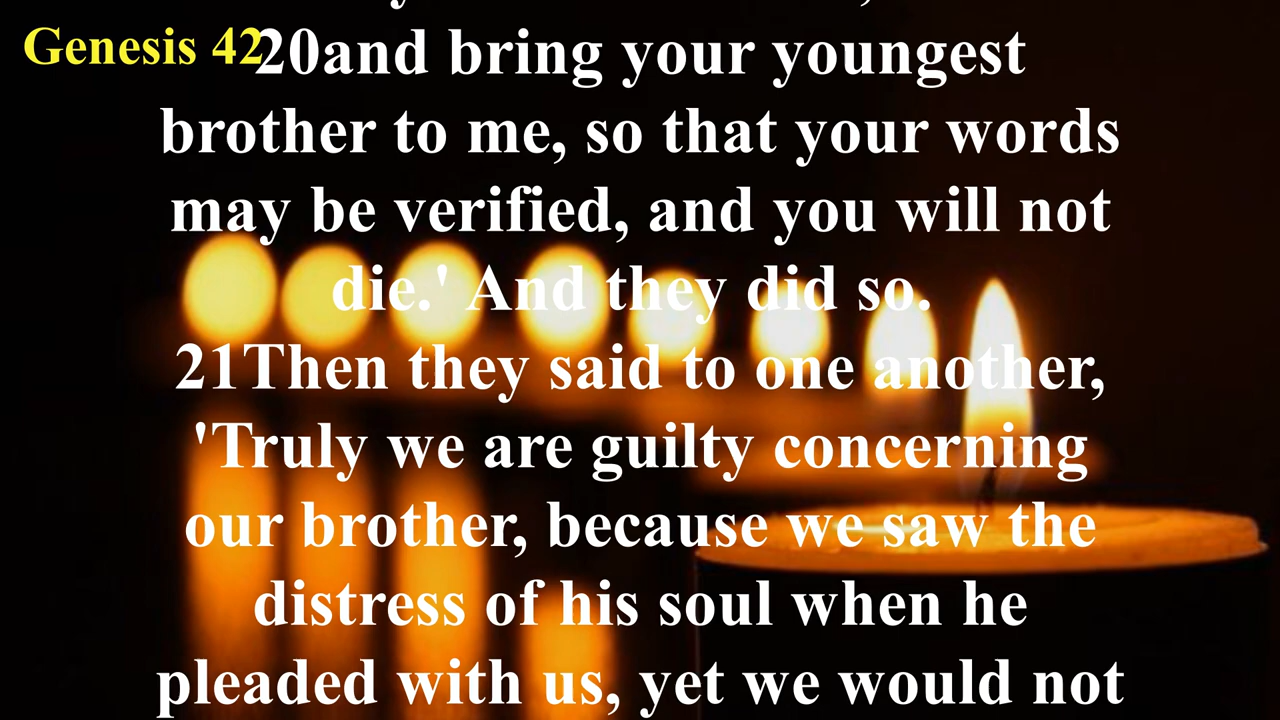 Genesis 42
20and bring your youngest
brother to me, so that your words
may be verified, and you will not
die.' And they did so.
21Then they said to one another,
'Truly we are guilty concerning
our brother, because we saw the
distress of his soul when he
pleaded with us, yet we would not